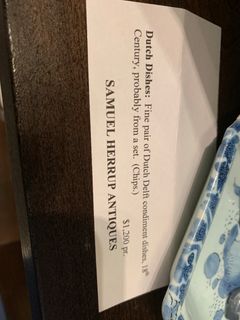 Dutch Dishes: Fine pair of Dutch Delft condiment dishes, 18th
Century, probably from a set. (Chips.)
$1,200 pr.
SAMUEL HERRUP ANTIQUES